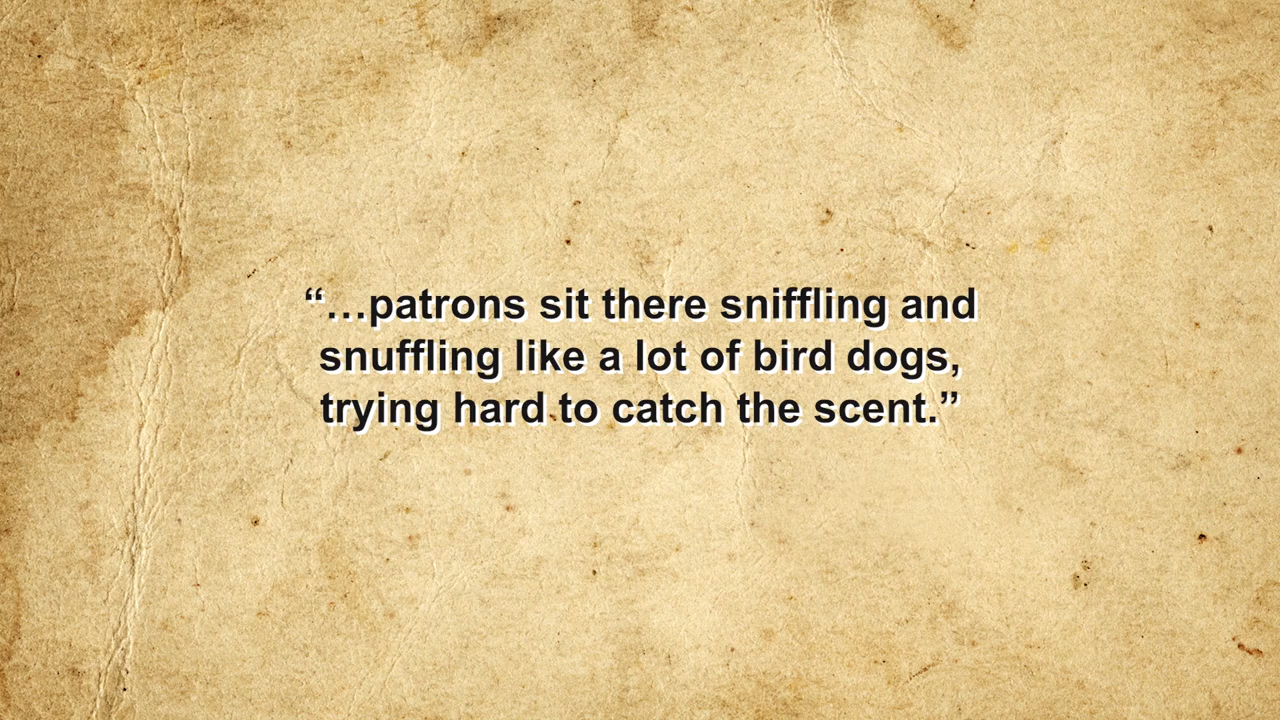 “…patrons sit there sniffling and
snuffling like a lot of bird dogs,
trying hard to catch the scent.”